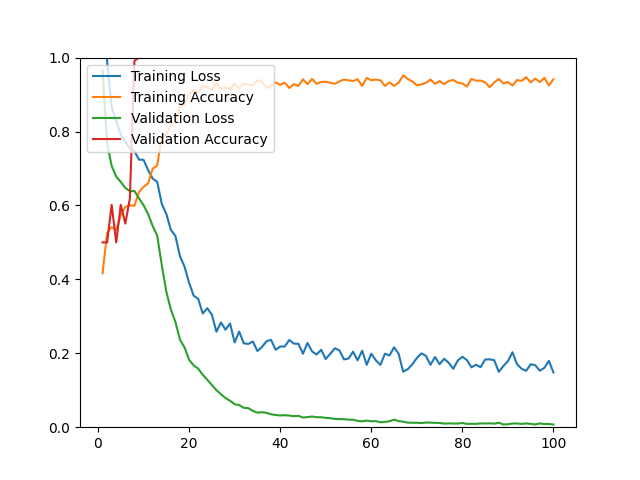 Training Loss
Training Accuracy
Validation Loss
Validation Accuracy
1.0
0.8
0.6
0.4
0.2
0.0
0 20 40 60 80 100